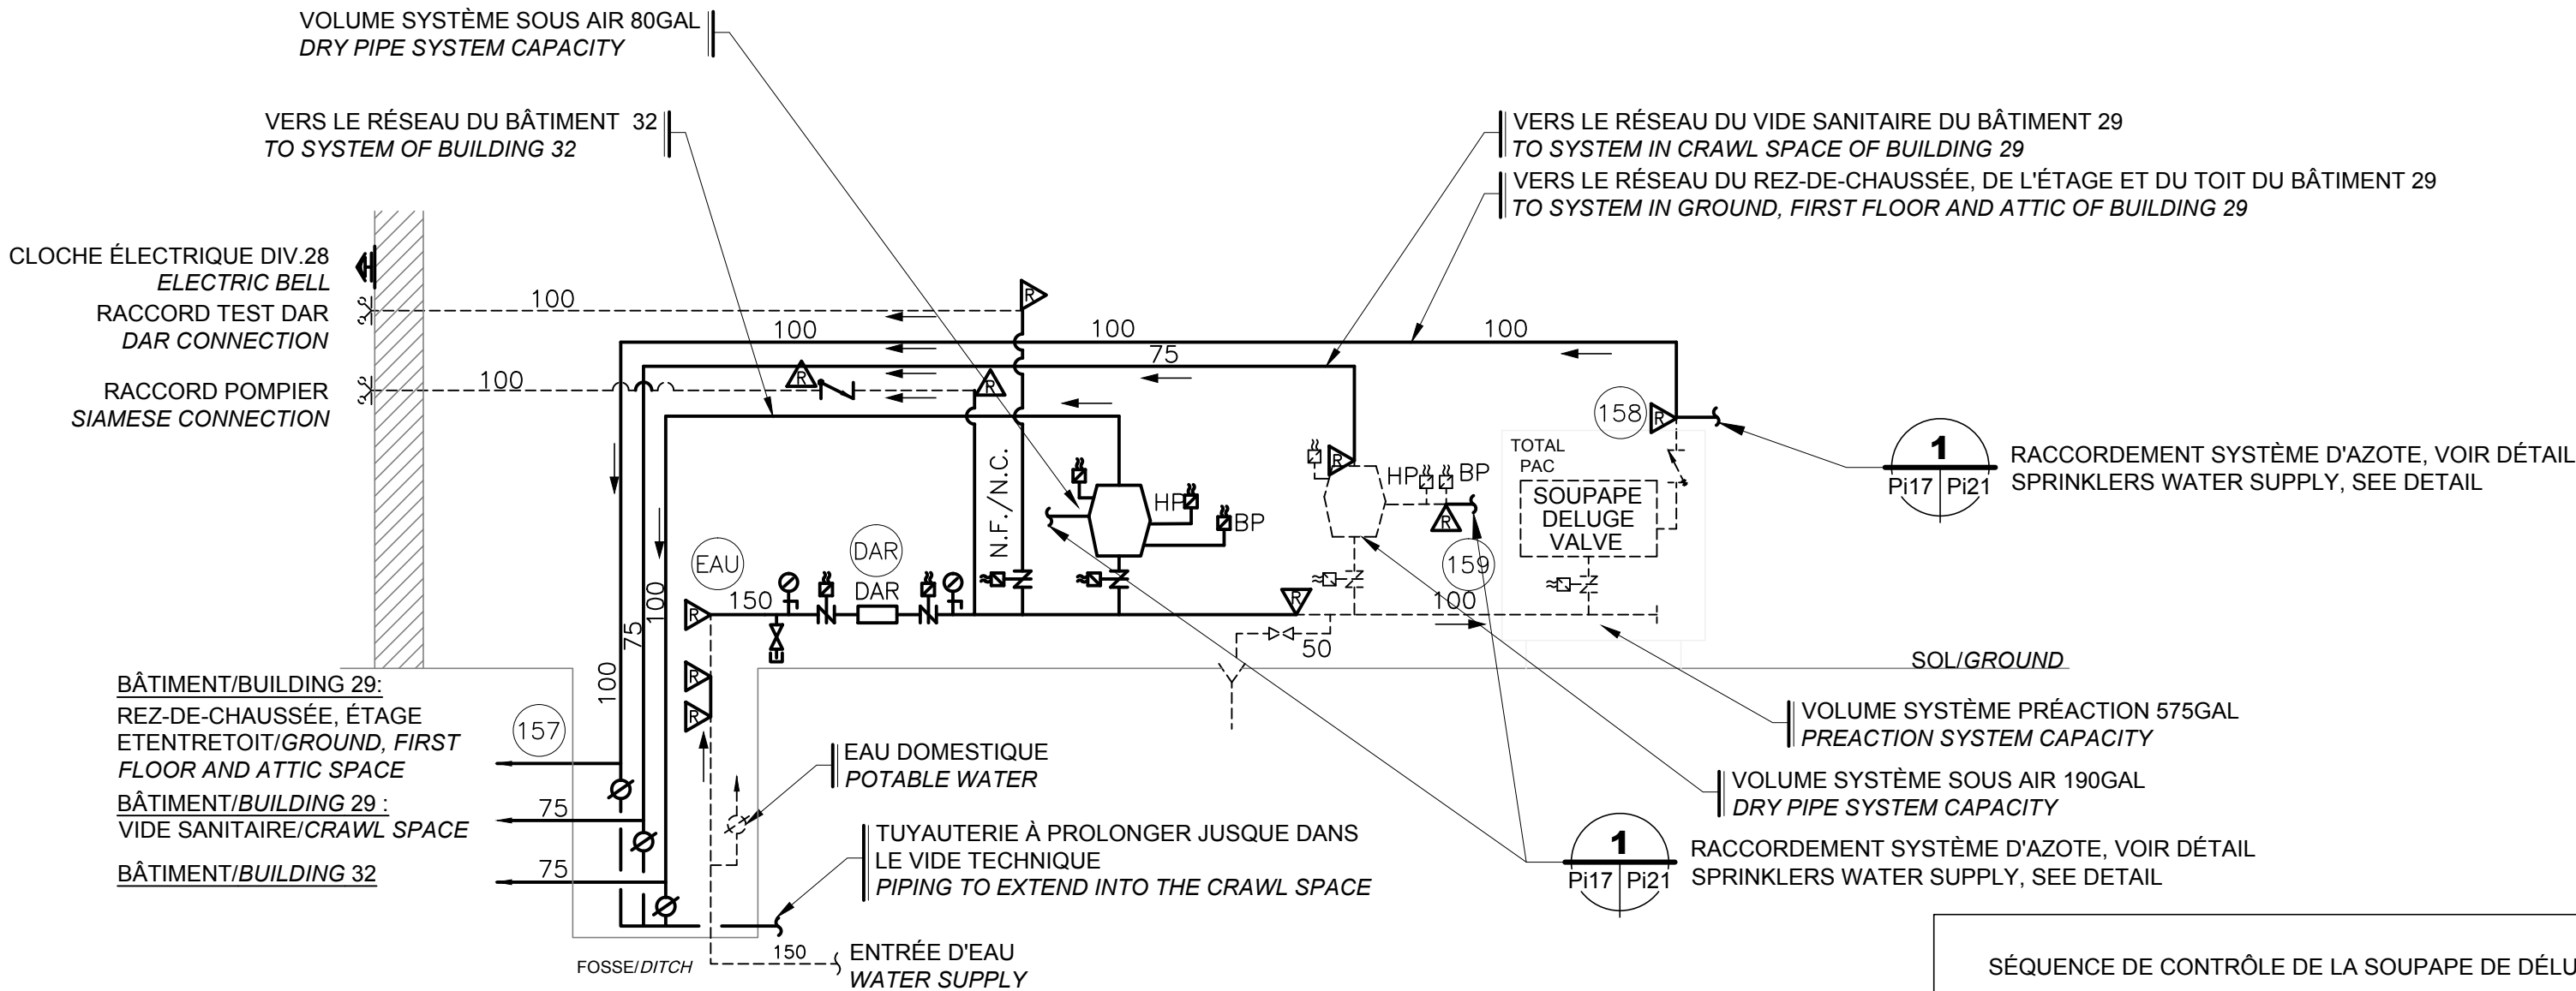 VOLUME SYSTÈME SOUS AIR 80GAL
DRY PIPE SYSTEM CAPACITY
VERS LE RÉSEAU DU BÂTIMENT 32
TO SYSTEM OF BUILDING 32
VERS LE RÉSEAU DU VIDE SANITAIRE DU BÂTIMENT 29
TO SYSTEM IN CRAWL SPACE OF BUILDING 29
VERS LE RÉSEAU DU REZ-DE-CHAUSSÉE, DE L'ÉTAGE ET DU TOIT DU BÂTIMENT 29
TO SYSTEM IN GROUND, FIRST FLOOR AND ATTIC OF BUILDING 29
CLOCHE ÉLECTRIQUE DIV.28
ELECTRIC BELL
RACCORD TEST DAR
DAR CONNECTION
RACCORD POMPIER
SIAMESE CONNECTION
100
R
100
100
100
75
100
R
R
N.F./N.C.
HP
BP
R
HP
BP
R
158
R
TOTAL
PAC
SOUPAPE
DELUGE
VALVE
1
Pi17
Pi21
RACCORDEMENT SYSTÈME D'AZOTE, VOIR DÉTAIL
SPRINKLERS WATER SUPPLY, SEE DETAIL
EAU
DAR
DAR
159
R
150
R
100
50
100
75
100
R
R
SOL/GROUND
BÂTIMENT/BUILDING 29:
REZ-DE-CHAUSSÉE, ÉTAGE
ETENTRETOIT/GROUND, FIRST
FLOOR AND ATTIC SPACE
157
BÂTIMENT/BUILDING 29 :
VIDE SANITAIRE/CRAWL SPACE
75
BÂTIMENT/BUILDING 32
75
EAU DOMESTIQUE
POTABLE WATER
TUYAUTERIE À PROLONGER JUSQUE DANS
LE VIDE TECHNIQUE
PIPING TO EXTEND INTO THE CRAWL SPACE
VOLUME SYSTÈME PRÉACTION 575GAL
PREACTION SYSTEM CAPACITY
VOLUME SYSTÈME SOUS AIR 190GAL
DRY PIPE SYSTEM CAPACITY
1
Pi17
Pi21
RACCORDEMENT SYSTÈME D'AZOTE, VOIR DÉTAIL
SPRINKLERS WATER SUPPLY, SEE DETAIL
FOSSE/DITCH
150
ENTRÉE D'EAU
WATER SUPPLY
SÉQUENCE DE CONTRÔLE DE LA SOUPAPE DE DÉLU